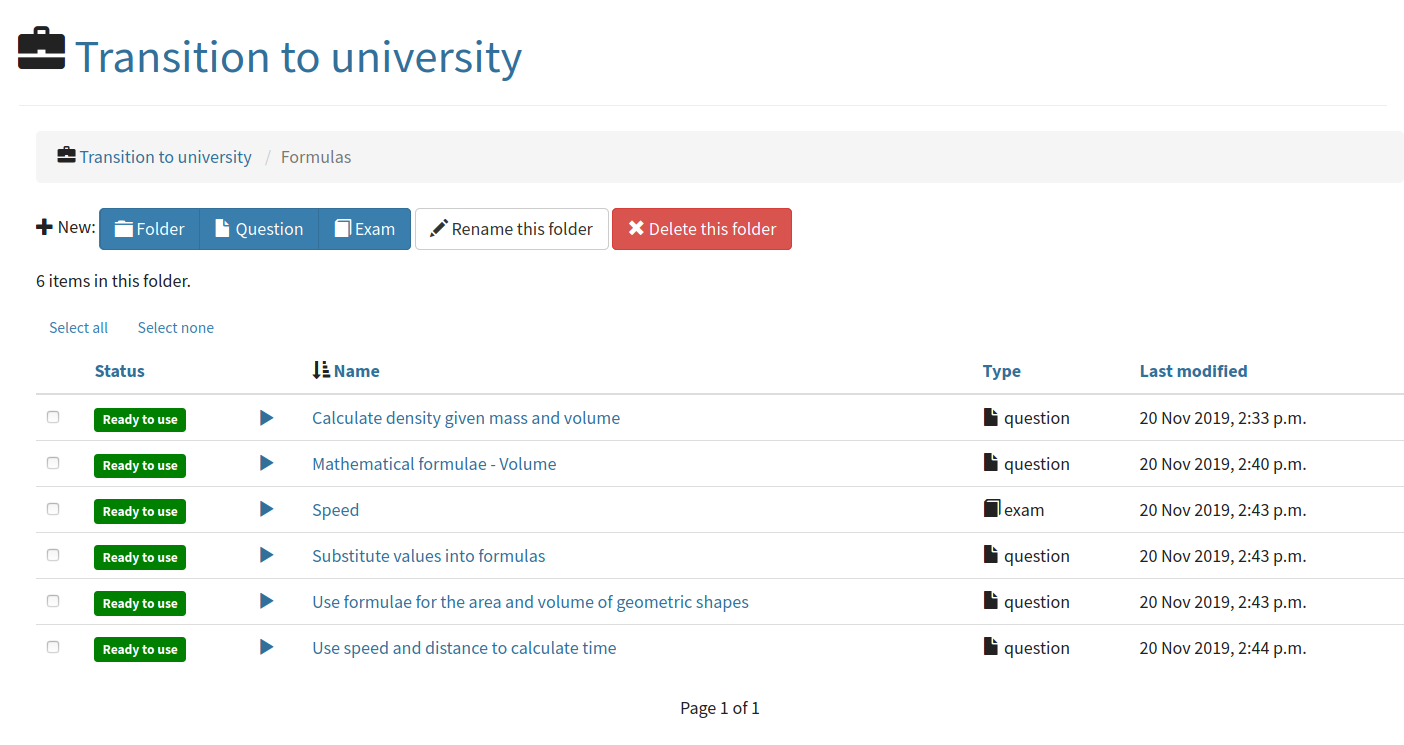 Transition to university
Transition to university / Formulas
New: Folder Question Exam Rename this folder Delete this folder
6 items in this folder.
Select all Select none
Status Name Type Last modified
Ready to use Calculate density given mass and volume question 20 Nov 2019, 2:33 p.m.
Ready to use Mathematical formulae - Volume question 20 Nov 2019, 2:40 p.m.
Ready to use Speed exam 20 Nov 2019, 2:43 p.m.
Ready to use Substitute values into formulas question 20 Nov 2019, 2:43 p.m.
Ready to use Use formulae for the area and volume of geometric shapes question 20 Nov 2019, 2:43 p.m.
Ready to use Use speed and distance to calculate time question 20 Nov 2019, 2:44 p.m.
Page 1 of 1